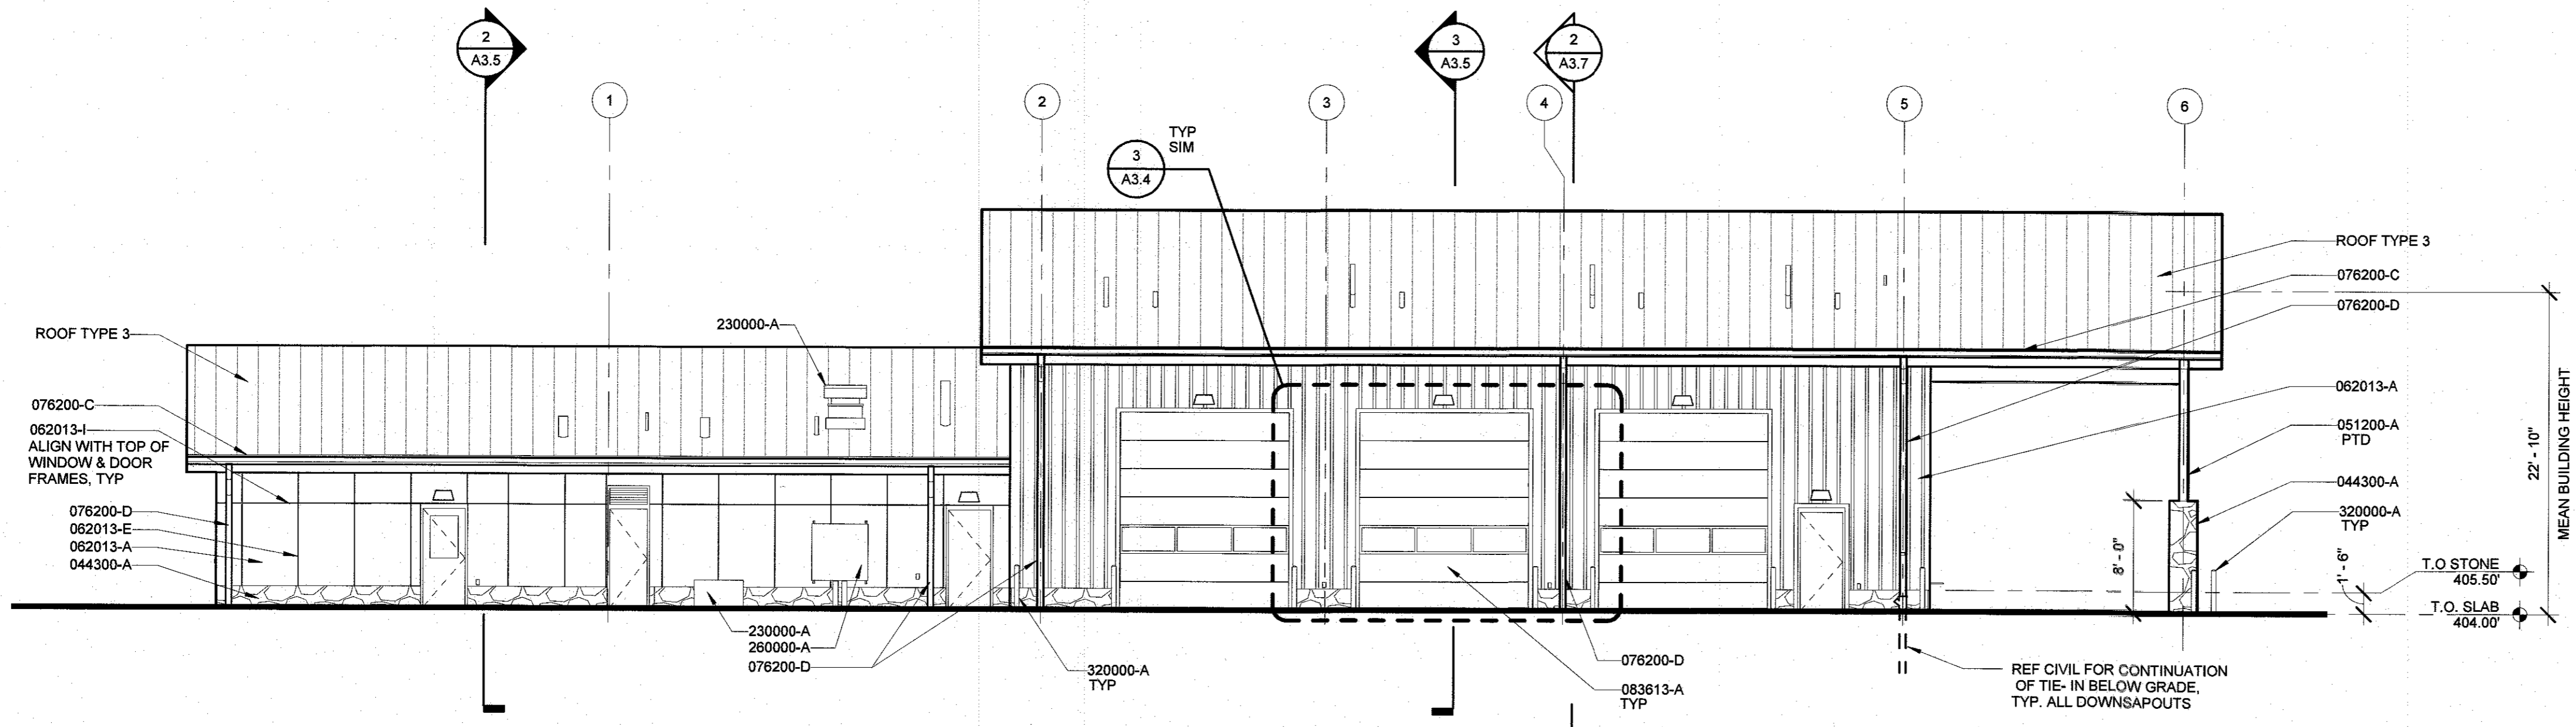 2
A3.5
3
A3.5
2
A3.7
1
2
3
4
5
6
TYP
SIM
3
A3.4
ROOF TYPE 3
076200-C
062013-I
ALIGN WITH TOP OF
WINDOW & DOOR
FRAMES, TYP
076200-D
062013-E
062013-A
044300-A
230000-A
230000-A
260000-A
076200-D
320000-A
TYP
076200-D
083613-A
TYP
ROOF TYPE 3
076200-C
076200-D
062013-A
051200-A
PTD
044300-A
320000-A
TYP
8' - 0"
1' - 6"
T.O STONE
405.50'
T.O. SLAB
404.00'
22' - 10"
MEAN BUILDING HEIGHT
REF CIVIL FOR CONTINUATION
OF TIE- IN BELOW GRADE,
TYP. ALL DOWNSAPOUTS